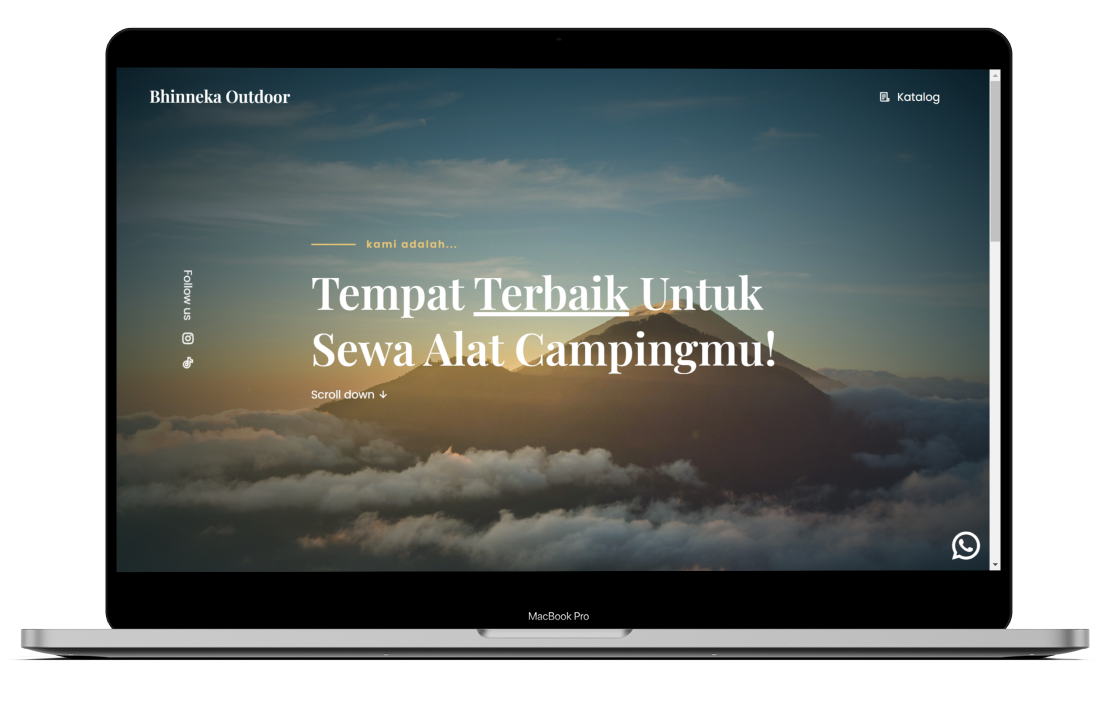 Bhinneka Outdoor
Katalog
kami adalah...
Tempat Terbaik Untuk
Sewa Alat Campingmu!
Scroll down ↓
Follow us
MacBook Pro